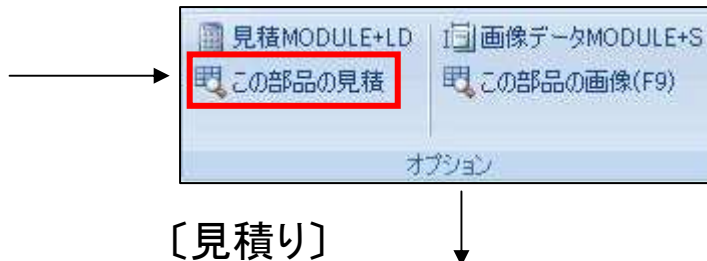 見積MODULE+LD
画像データMODULE+S
この部品の見積
この部品の画像(F9)
オプション
〔見積り〕